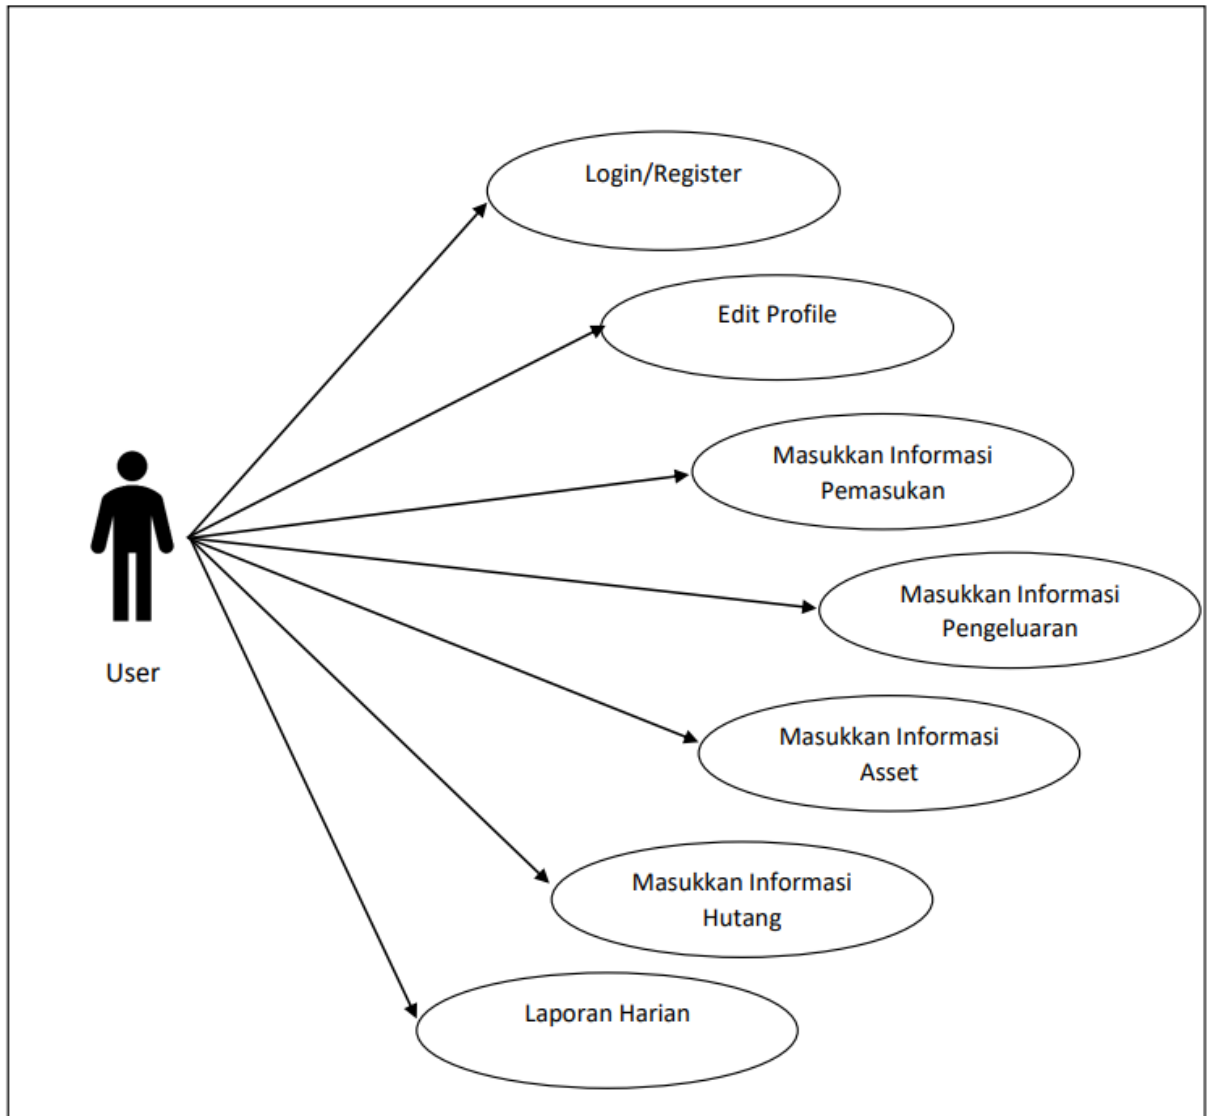 Login/Register
Edit Profile
Masukkan Informasi
Pemasukan
Masukkan Informasi
Pengeluaran
User
Masukkan Informasi
Asset
Masukkan Informasi
Hutang
Laporan Harian